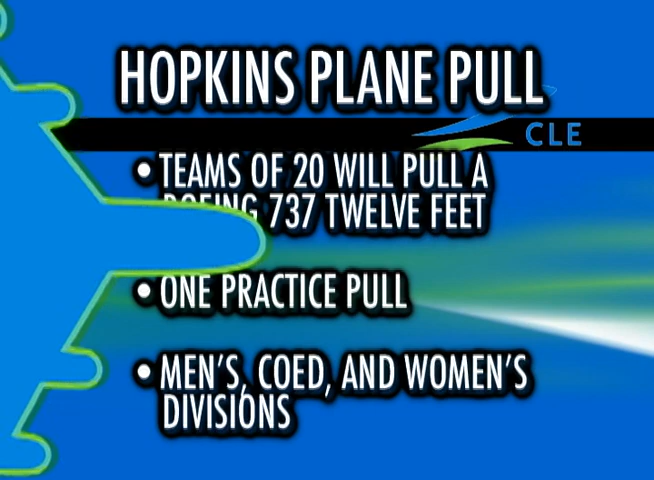 HOPKINS PLANE PULL
CLE
• TEAMS OF 20 WILL PULL A
BOEING 737 TWELVE FEET
• ONE PRACTICE PULL
• MEN'S, COED, AND WOMEN'S
DIVISIONS